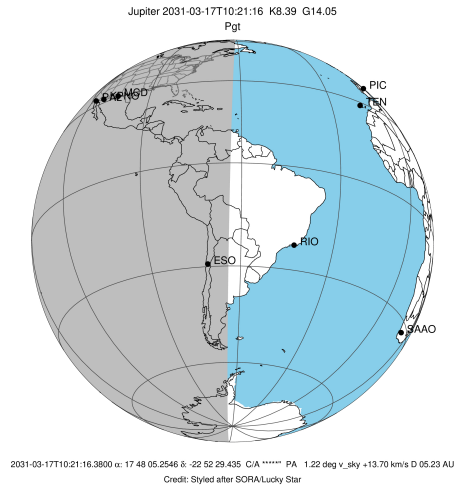 Jupiter 2031-03-17T10:21:16 K8.39 G14.05
Pgt
PIC
TEN
MCD
ESO
RIO
SAAO
2031-03-17T10:21:16.3800 α: 17 48 05.2546 δ: -22 52 29.435 C/A *****" PA 1.22 deg v_sky +13.70 km/s D 05.23 AU
Credit: Styled after SORA/Lucky Star